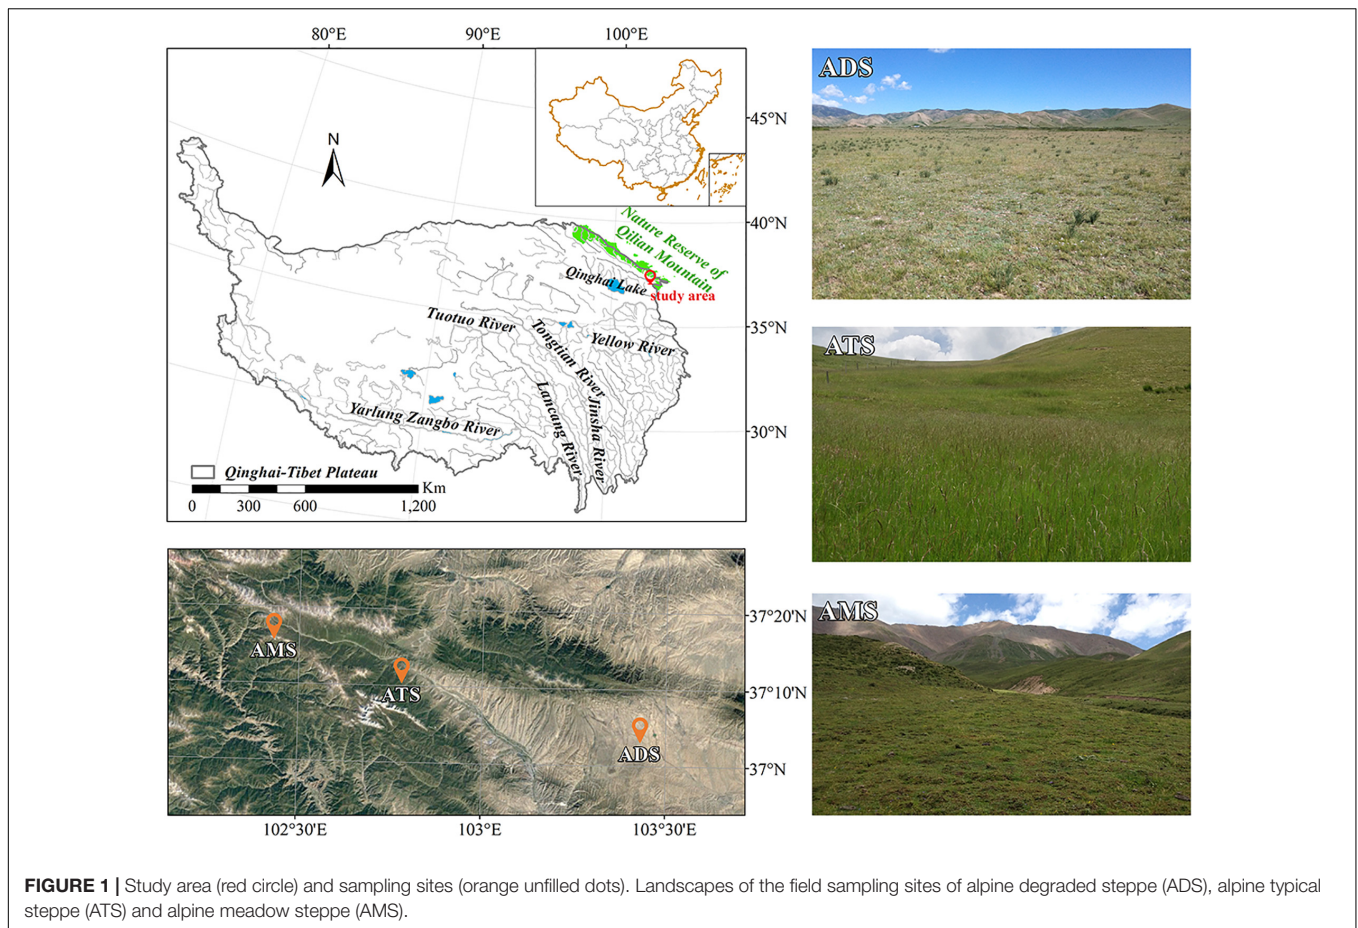 80°E 90°E 100°E
45°N
40°N
35°N
30°N
N
Nature Reserve of
Qilian Mountain
Qinghai Lake
study area
Tuotuo River
Tongtian River
Yellow River
Lancang River
Jinsha River
Yarlung Zangbo River
Qinghai-Tibet Plateau
Km
0 300 600 1,200
ADS
ATS
AMS
AMS
ATS
ADS
37°20'N
37°10'N
37°N
102°30'E 103°E 103°30'E
FIGURE 1 | Study area (red circle) and sampling sites (orange unfilled dots). Landscapes of the field sampling sites of alpine degraded steppe (ADS), alpine typical
steppe (ATS) and alpine meadow steppe (AMS).